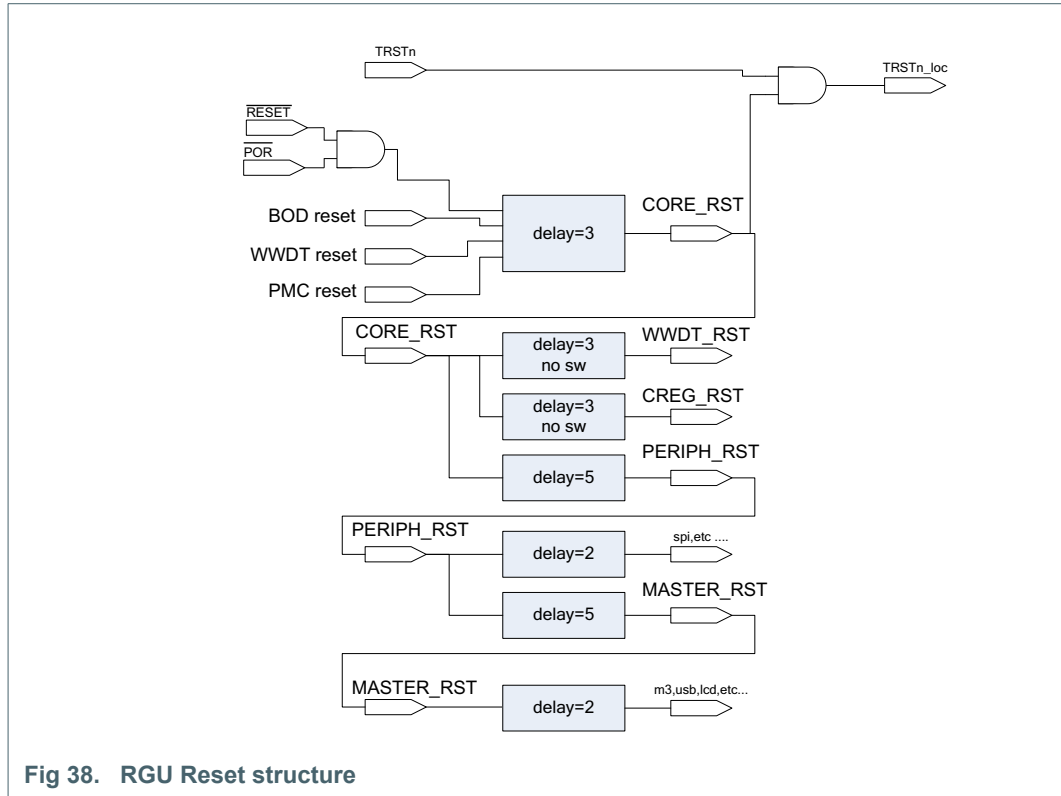 TRSTn
TRSTn_loc
RESET
POR
BOD reset
WWDT reset
PMC reset
delay=3
CORE_RST
CORE_RST
delay=3
no sw
WWDT_RST
delay=3
no sw
CREG_RST
delay=5
PERIPH_RST
PERIPH_RST
delay=2
spi,etc ....
delay=5
MASTER_RST
MASTER_RST
delay=2
m3,usb,lcd,etc...
Fig 38. RGU Reset structure